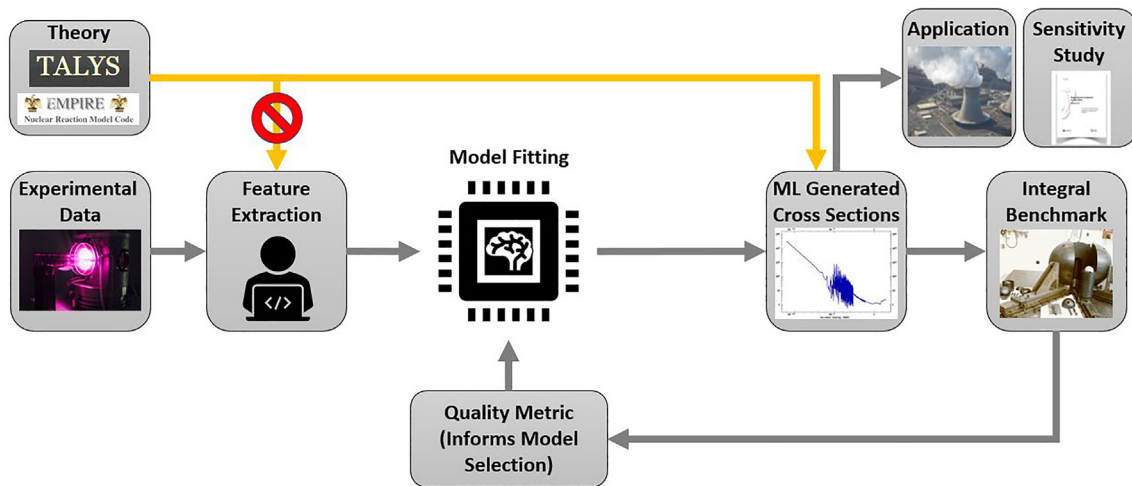 Theory
TALYS
EMPIRE
Nuclear Reaction Model Code
Application
Sensitivity
Study
Model Fitting
Experimental
Data
Feature
Extraction
</>
ML Generated
Cross Sections
Integral
Benchmark
Quality Metric
(Informs Model
Selection)